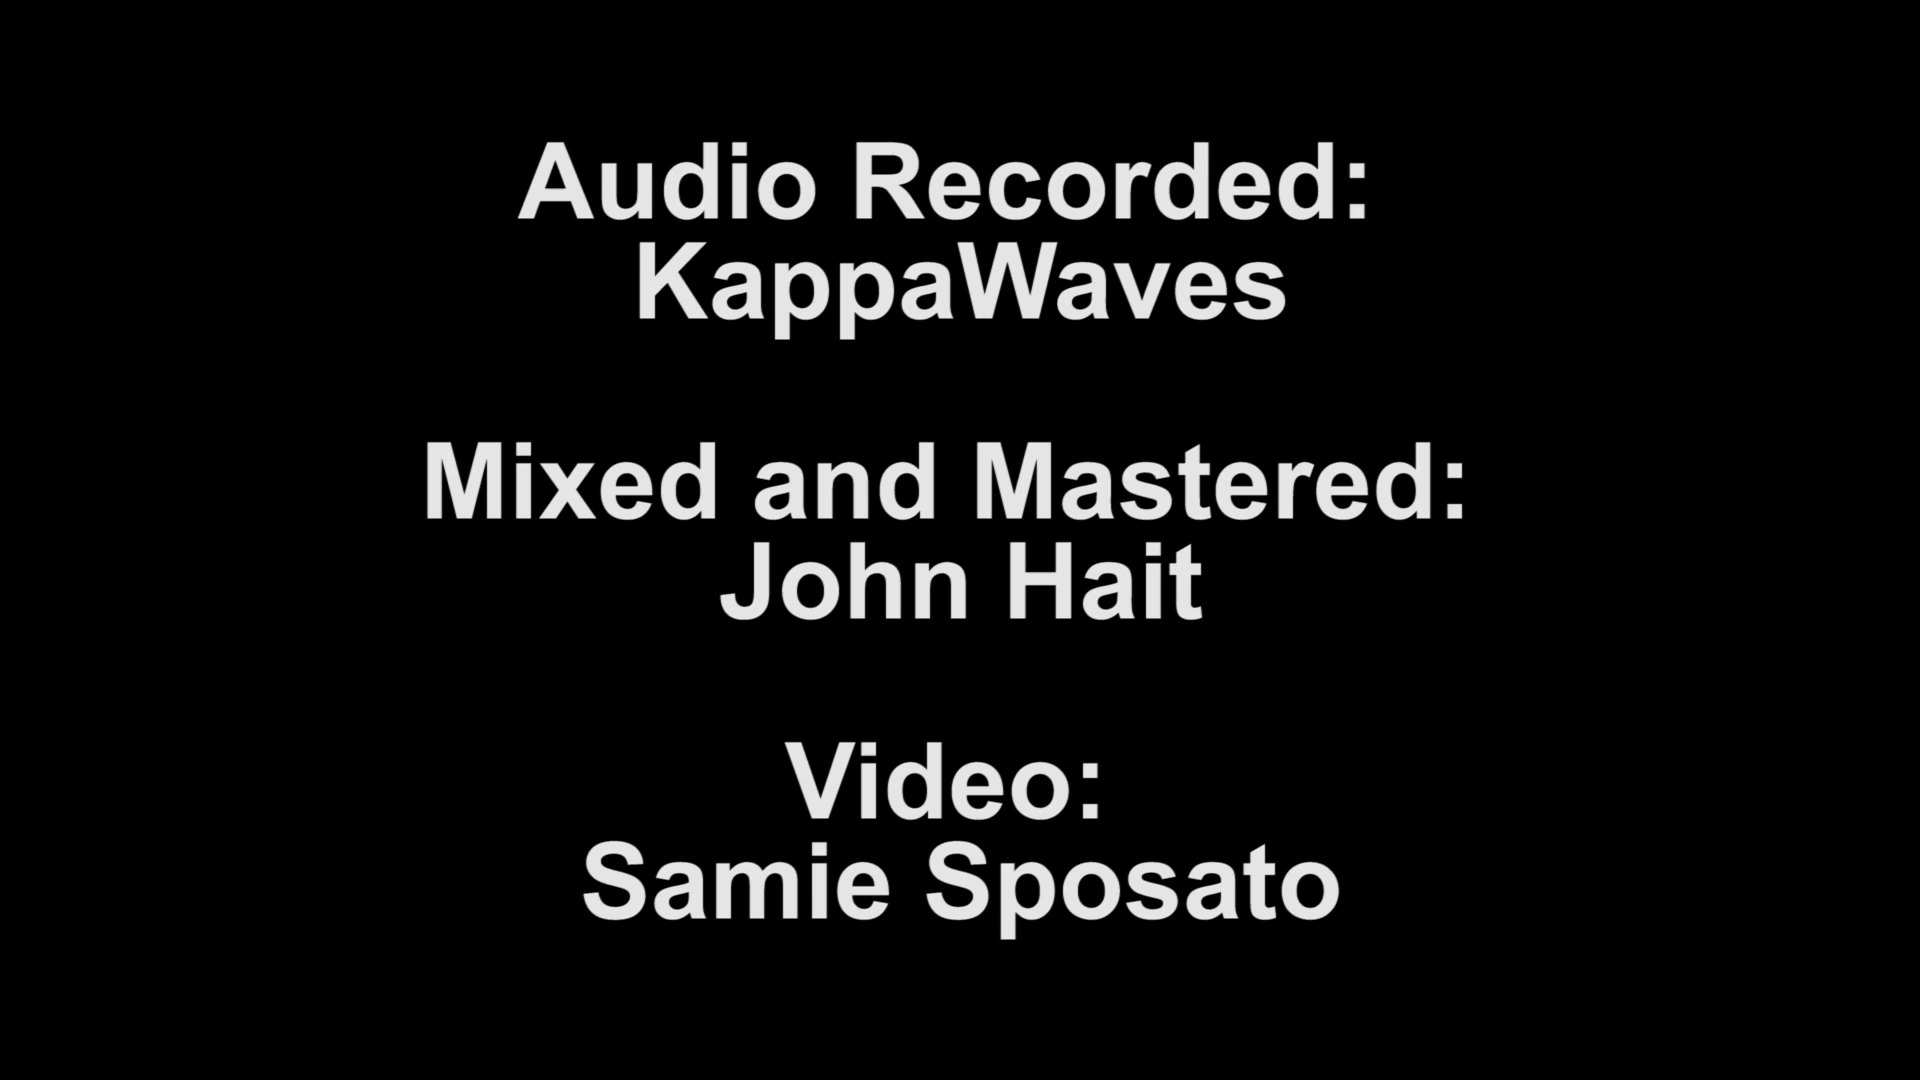 Audio Recorded:
KappaWaves
Mixed and Mastered:
John Hait
Video:
Samie Sposato